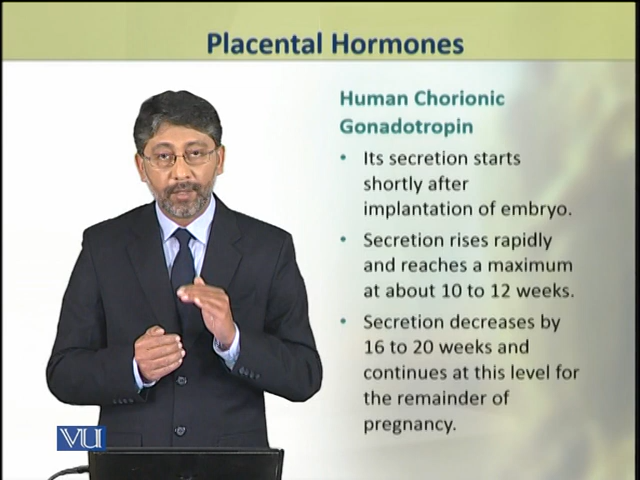 Placental Hormones
Human Chorionic
Gonadotropin
• Its secretion starts
shortly after
implantation of embryo.
• Secretion rises rapidly
and reaches a maximum
at about 10 to 12 weeks.
• Secretion decreases by
16 to 20 weeks and
continues at this level for
the remainder of
pregnancy.
VU